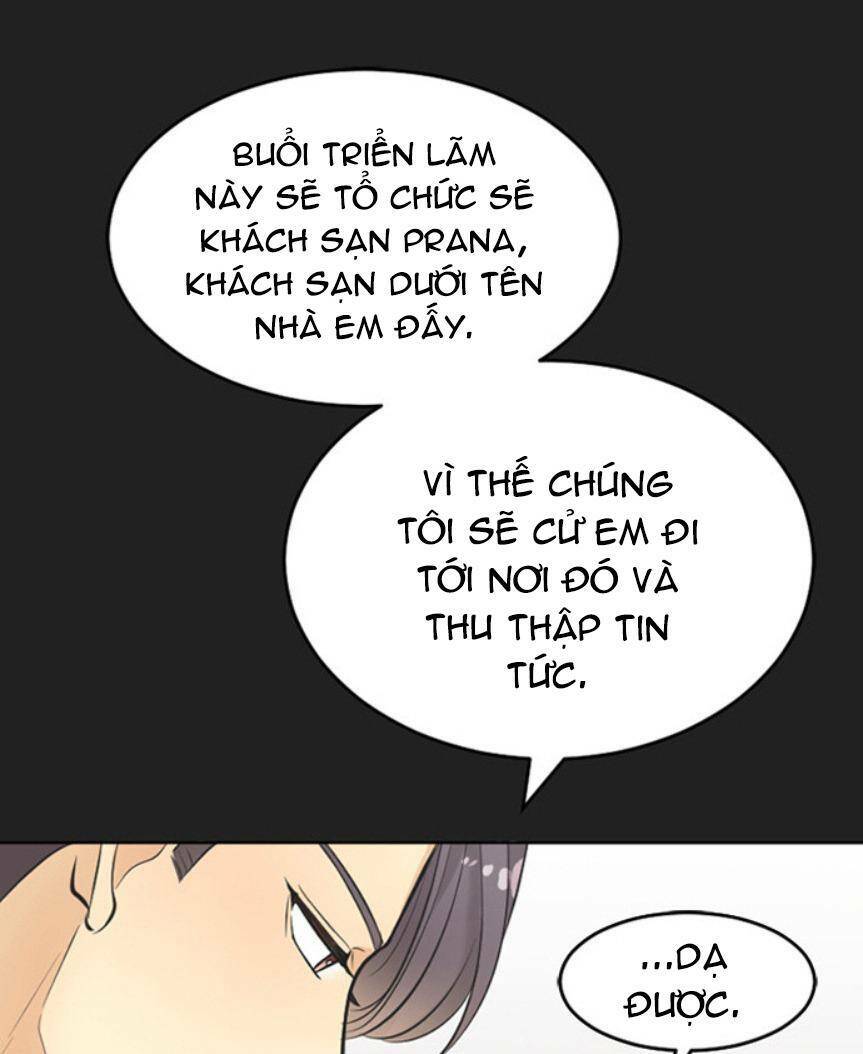 BUỔI TRIỂN LÃM
NÀY SẼ TỔ CHỨC SẼ
KHÁCH SẠN PRANA,
KHÁCH SẠN DƯỚI TÊN
NHÀ EM ĐẤY.
VÌ THẾ CHÚNG
TÔI SẼ CỬ EM ĐI
TỚI NƠI ĐÓ VÀ
THU THẬP TIN
TỨC.
...DẠ
ĐƯỢC.